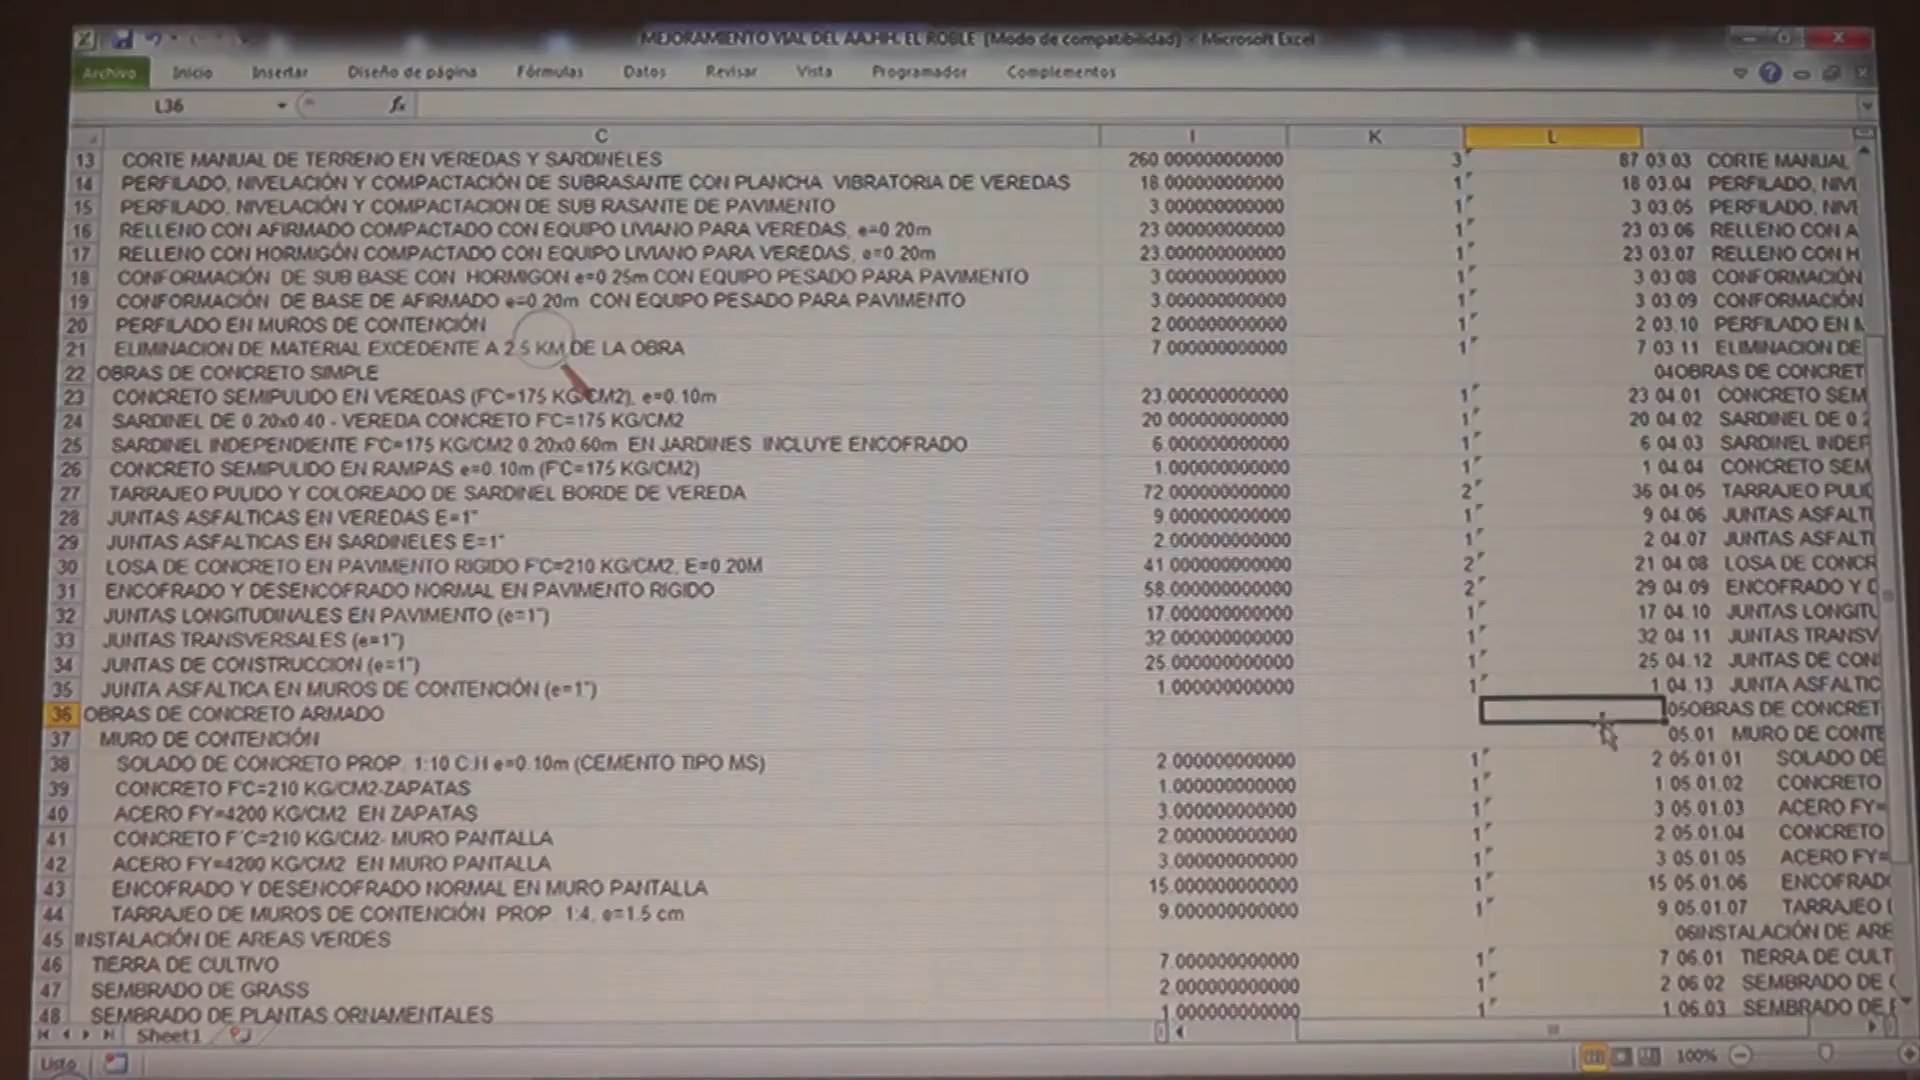 MEJORAMIENTO VIAL DEL AA.HH. EL ROBLE [Modo de compatibilidad] - Microsoft Excel
Archivo Inicio Insertar Diseño de página Fórmulas Datos Revisar Vista Programador Complementos
L36 fx
C I K L
13 CORTE MANUAL DE TERRENO EN VEREDAS Y SARDINELES 260.000000000000 3 87 03.03 CORTE MANUAL
14 PERFILADO, NIVELACIÓN Y COMPACTACIÓN DE SUBRASANTE CON PLANCHA VIBRATORIA DE VEREDAS 18.000000000000 1 18 03.04 PERFILADO, NIVE
15 PERFILADO, NIVELACIÓN Y COMPACTACION DE SUB RASANTE DE PAVIMENTO 3.000000000000 1 3 03.05 PERFILADO, NIVE
16 RELLENO CON AFIRMADO COMPACTADO CON EQUIPO LIVIANO PARA VEREDAS, e=0.20m 23.000000000000 1 23 03.06 RELLENO CON A
17 RELLENO CON HORMIGÓN COMPACTADO CON EQUIPO LIVIANO PARA VEREDAS, e=0.20m 23.000000000000 1 23 03.07 RELLENO CON H
18 CONFORMACIÓN DE SUB BASE CON HORMIGON e=0.25m CON EQUIPO PESADO PARA PAVIMENTO 3.000000000000 1 3 03.08 CONFORMACIÓN
19 CONFORMACIÓN DE BASE DE AFIRMADO e=0.20m CON EQUIPO PESADO PARA PAVIMENTO 3.000000000000 1 3 03.09 CONFORMACIÓN
20 PERFILADO EN MUROS DE CONTENCIÓN 2.000000000000 1 2 03.10 PERFILADO EN M
21 ELIMINACION DE MATERIAL EXCEDENTE A 2.5 KM DE LA OBRA 7.000000000000 1 7 03.11 ELIMINACION DE
22 OBRAS DE CONCRETO SIMPLE 04OBRAS DE CONCRET
23 CONCRETO SEMIPULIDO EN VEREDAS (F'C=175 KG/CM2), e=0.10m 23.000000000000 1 23 04.01 CONCRETO SEM
24 SARDINEL DE 0.20x0.40 - VEREDA CONCRETO F'C=175 KG/CM2 20.000000000000 1 20 04.02 SARDINEL DE 0.2
25 SARDINEL INDEPENDIENTE F'C=175 KG/CM2 0.20x0.60m EN JARDINES INCLUYE ENCOFRADO 6.000000000000 1 6 04.03 SARDINEL INDEP
26 CONCRETO SEMIPULIDO EN RAMPAS e=0.10m (F'C=175 KG/CM2) 1.000000000000 1 1 04.04 CONCRETO SEM
27 TARRAJEO PULIDO Y COLOREADO DE SARDINEL BORDE DE VEREDA 72.000000000000 2 36 04.05 TARRAJEO PULIC
28 JUNTAS ASFALTICAS EN VEREDAS E=1" 9.000000000000 1 9 04.06 JUNTAS ASFALTI
29 JUNTAS ASFALTICAS EN SARDINELES E=1" 2.000000000000 1 2 04.07 JUNTAS ASFALTI
30 LOSA DE CONCRETO EN PAVIMENTO RIGIDO F'C=210 KG/CM2, E=0.20M 41.000000000000 2 21 04.08 LOSA DE CONCR
31 ENCOFRADO Y DESENCOFRADO NORMAL EN PAVIMENTO RIGIDO 58.000000000000 2 29 04.09 ENCOFRADO Y D
32 JUNTAS LONGITUDINALES EN PAVIMENTO (e=1") 17.000000000000 1 17 04.10 JUNTAS LONGITU
33 JUNTAS TRANSVERSALES (e=1") 32.000000000000 1 32 04.11 JUNTAS TRANSV
34 JUNTAS DE CONSTRUCCION (e=1") 25.000000000000 1 25 04.12 JUNTAS DE CON
35 JUNTA ASFALTICA EN MUROS DE CONTENCIÓN (e=1") 1.000000000000 1 1 04.13 JUNTA ASFALTIC
36 OBRAS DE CONCRETO ARMADO 05OBRAS DE CONCRET
37 MURO DE CONTENCIÓN 05.01 MURO DE CONTE
38 SOLADO DE CONCRETO PROP. 1:10 C:H e=0.10m (CEMENTO TIPO MS) 2.000000000000 1 2 05.01.01 SOLADO DE
39 CONCRETO F'C=210 KG/CM2-ZAPATAS 1.000000000000 1 1 05.01.02 CONCRETO
40 ACERO FY=4200 KG/CM2 EN ZAPATAS 3.000000000000 1 3 05.01.03 ACERO FY=
41 CONCRETO F'C=210 KG/CM2- MURO PANTALLA 2.000000000000 1 2 05.01.04 CONCRETO
42 ACERO FY=4200 KG/CM2 EN MURO PANTALLA 3.000000000000 1 3 05.01.05 ACERO FY=
43 ENCOFRADO Y DESENCOFRADO NORMAL EN MURO PANTALLA 15.000000000000 1 15 05.01.06 ENCOFRADO
44 TARRAJEO DE MUROS DE CONTENCIÓN PROP. 1:4, e=1.5 cm 9.000000000000 1 9 05.01.07 TARRAJEO
45 INSTALACIÓN DE AREAS VERDES 06INSTALACIÓN DE ARE
46 TIERRA DE CULTIVO 7.000000000000 1 7 06.01 TIERRA DE CULT
47 SEMBRADO DE GRASS 2.000000000000 1 2 06.02 SEMBRADO DE
48 SEMBRADO DE PLANTAS ORNAMENTALES 1.000000000000 1 1 06.03 SEMBRADO DE
Sheet1
Listo 100%